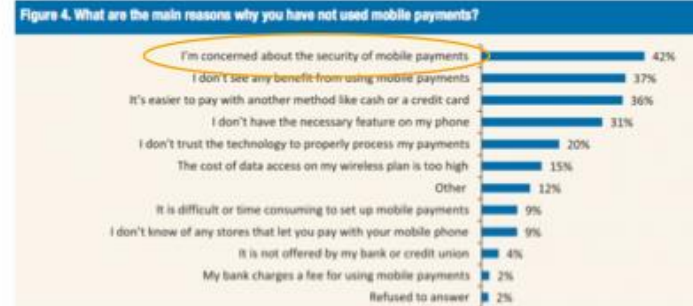 Figure 4. What are the main reasons why you have not used mobile payments?
I'm concerned about the security of mobile payments 42%
I don't see any benefit from using mobile payments 37%
It's easier to pay with another method like cash or a credit card 36%
I don't have the necessary feature on my phone 31%
I don't trust the technology to properly process my payments 20%
The cost of data access on my wireless plan is too high 15%
Other 12%
It is difficult or time consuming to set up mobile payments 9%
I don't know of any stores that let you pay with your mobile phone 9%
It is not offered by my bank or credit union 4%
My bank charges a fee for using mobile payments 2%
Refused to answer 2%